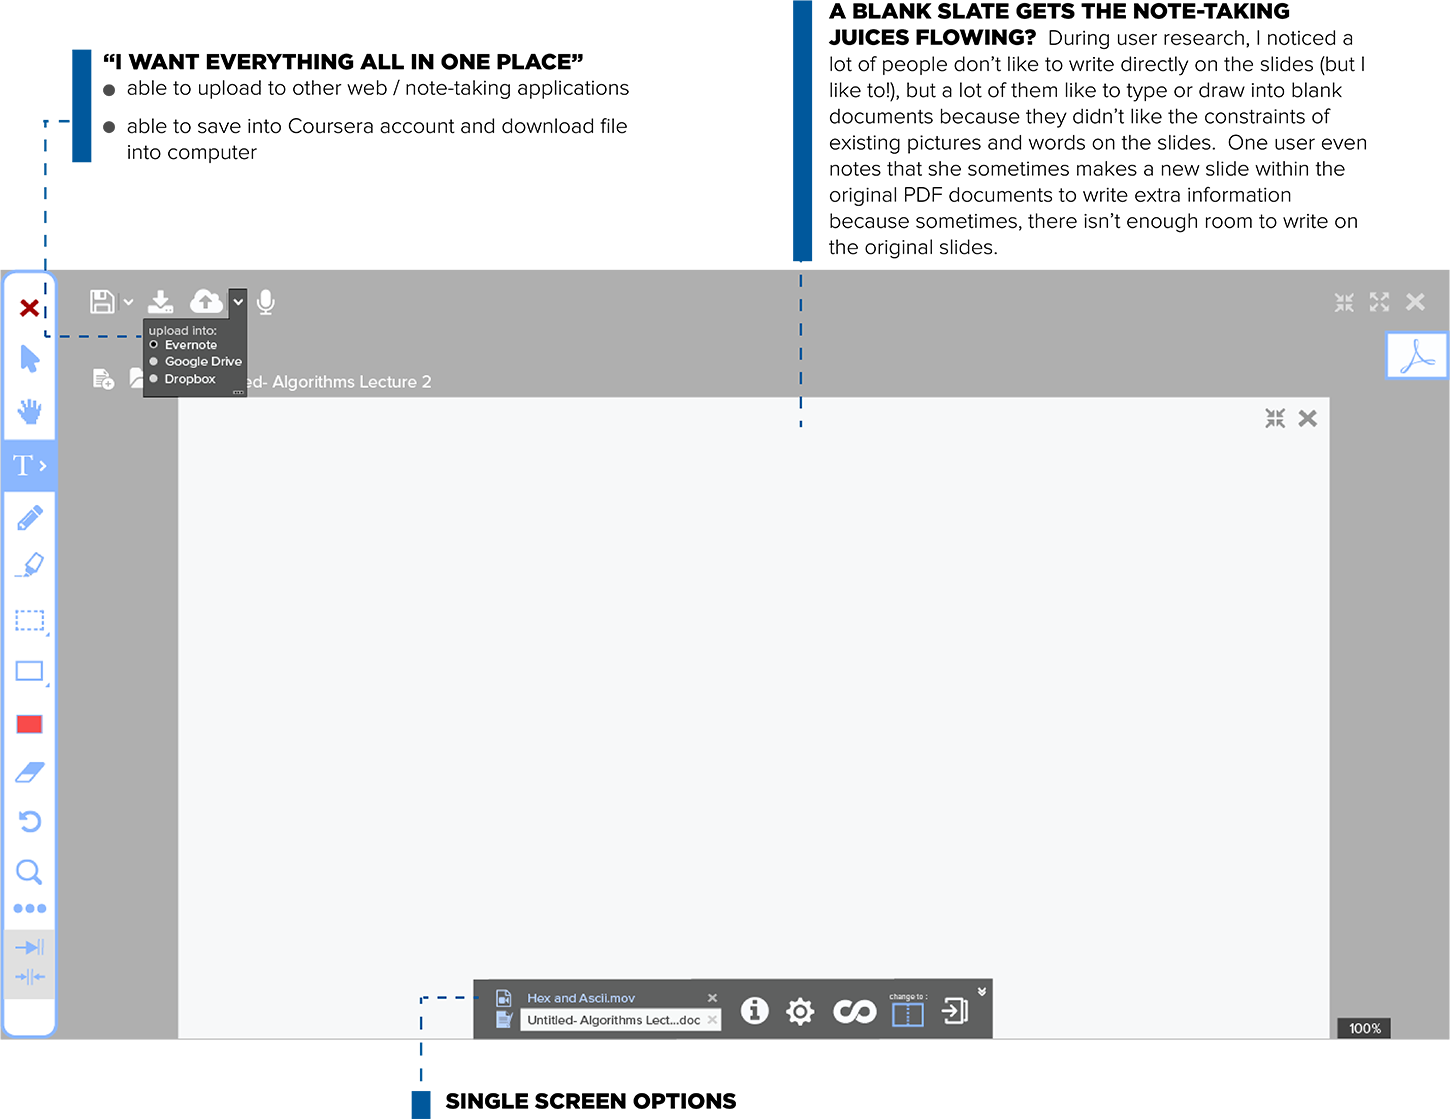 “I WANT EVERYTHING ALL IN ONE PLACE”
able to upload to other web / note-taking applications
able to save into Coursera account and download file
into computer
A BLANK SLATE GETS THE NOTE-TAKING
JUICES FLOWING? During user research, I noticed a
lot of people don’t like to write directly on the slides (but I
like to!), but a lot of them like to type or draw into blank
documents because they didn’t like the constraints of
existing pictures and words on the slides. One user even
notes that she sometimes makes a new slide within the
original PDF documents to write extra information
because sometimes, there isn’t enough room to write on
the original slides.
upload into:
Evernote
Google Drive
Dropbox
ed- Algorithms Lecture 2
T
Hex and Ascii.mov
Untitled- Algorithms Lect...doc
change to :
100%
SINGLE SCREEN OPTIONS